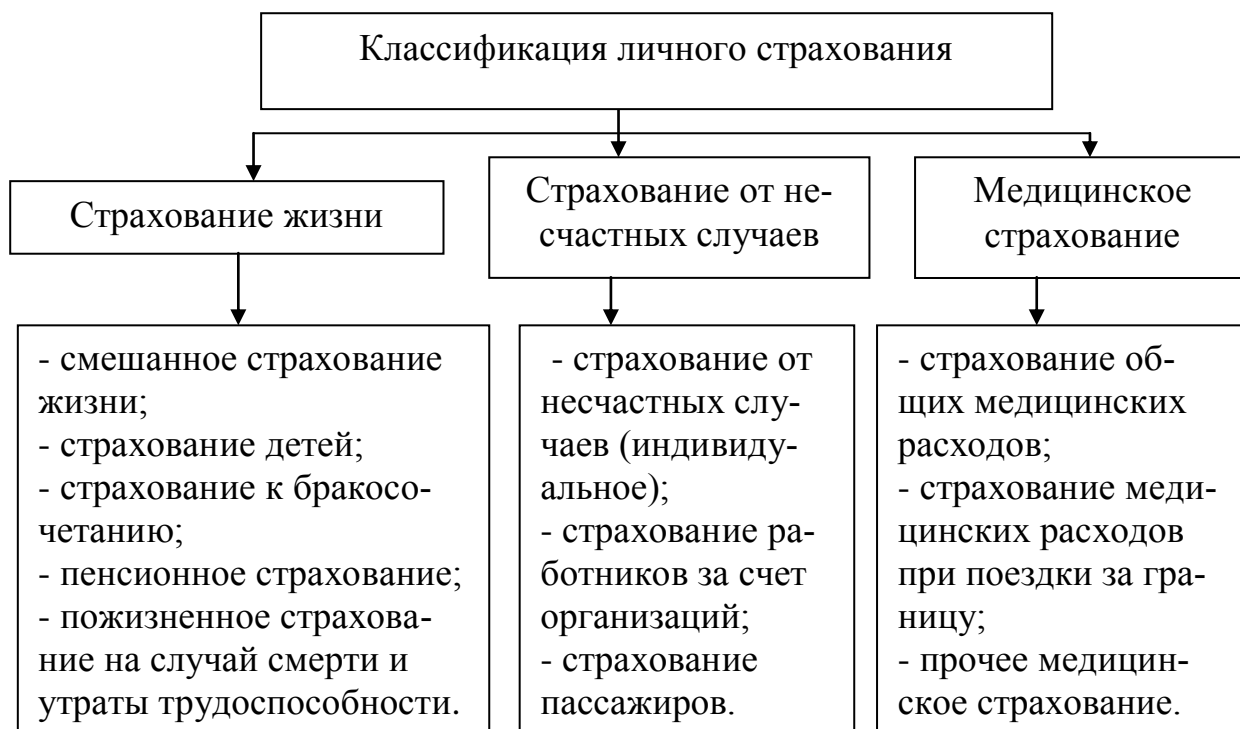 Классификация личного страхования
Страхование жизни
Страхование от не-
счастных случаев
Медицинское
страхование
- смешанное страхование
жизни;
- страхование детей;
- страхование к бракосо-
четанию;
- пенсионное страхование;
- пожизненное страхова-
ние на случай смерти и
утраты трудоспособности.
- страхование от
несчастных слу-
чаев (индивиду-
альное);
- страхование ра-
ботников за счет
организаций;
- страхование
пассажиров.
- страхование об-
щих медицинских
расходов;
- страхование меди-
цинских расходов
при поездки за гра-
ницу;
- прочее медицин-
ское страхование.